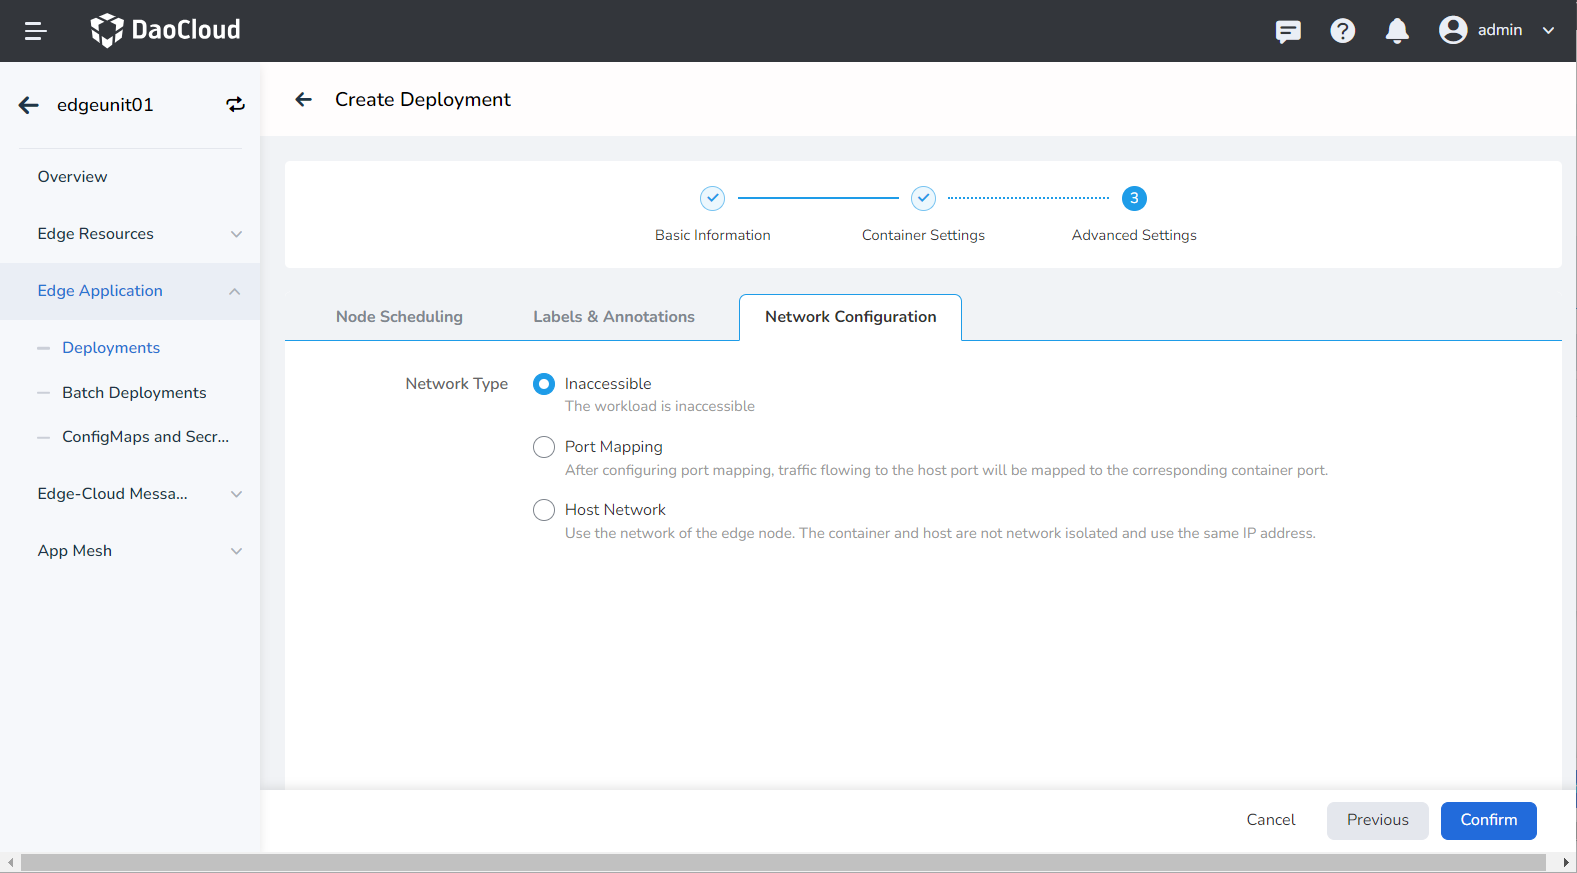 DaoCloud
admin
edgeunit01
Create Deployment
Overview
Edge Resources
Edge Application
Deployments
Batch Deployments
ConfigMaps and Secr...
Edge-Cloud Messa...
App Mesh
3
Basic Information
Container Settings
Advanced Settings
Node Scheduling
Labels & Annotations
Network Configuration
Network Type
Inaccessible
The workload is inaccessible
Port Mapping
After configuring port mapping, traffic flowing to the host port will be mapped to the corresponding container port.
Host Network
Use the network of the edge node. The container and host are not network isolated and use the same IP address.
Cancel
Previous
Confirm